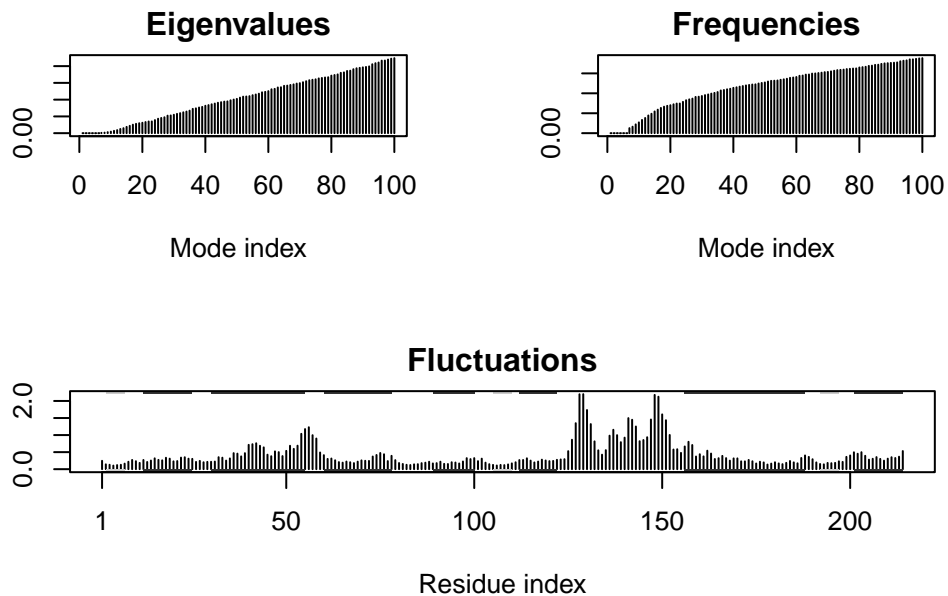 Eigenvalues
0.00
0 20 40 60 80 100
Mode index
Frequencies
0.00
0 20 40 60 80 100
Mode index
Fluctuations
0.0 2.0
1 50 100 150 200
Residue index